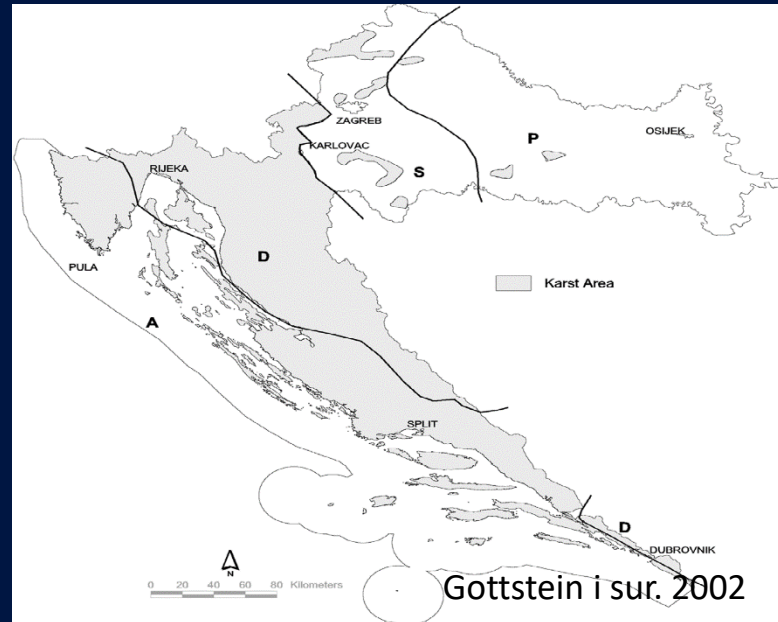 ZAGREB
KARLOVAC
P
OSIJEK
S
RIJEKA
D
PULA
Karst Area
A
SPLIT
D
DUBROVNIK
N
0 20 40 60 80 Kilometers
Gottstein i sur. 2002